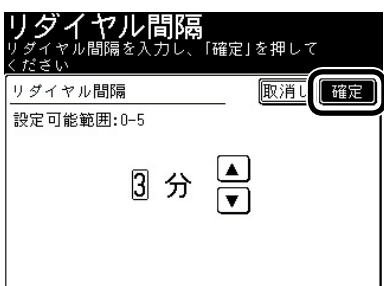 リダイヤル間隔
リダイヤル間隔を入力し、「確定」を押して
ください
リダイヤル間隔
取消し 確定
設定可能範囲:0-5
3 分
▲
▼